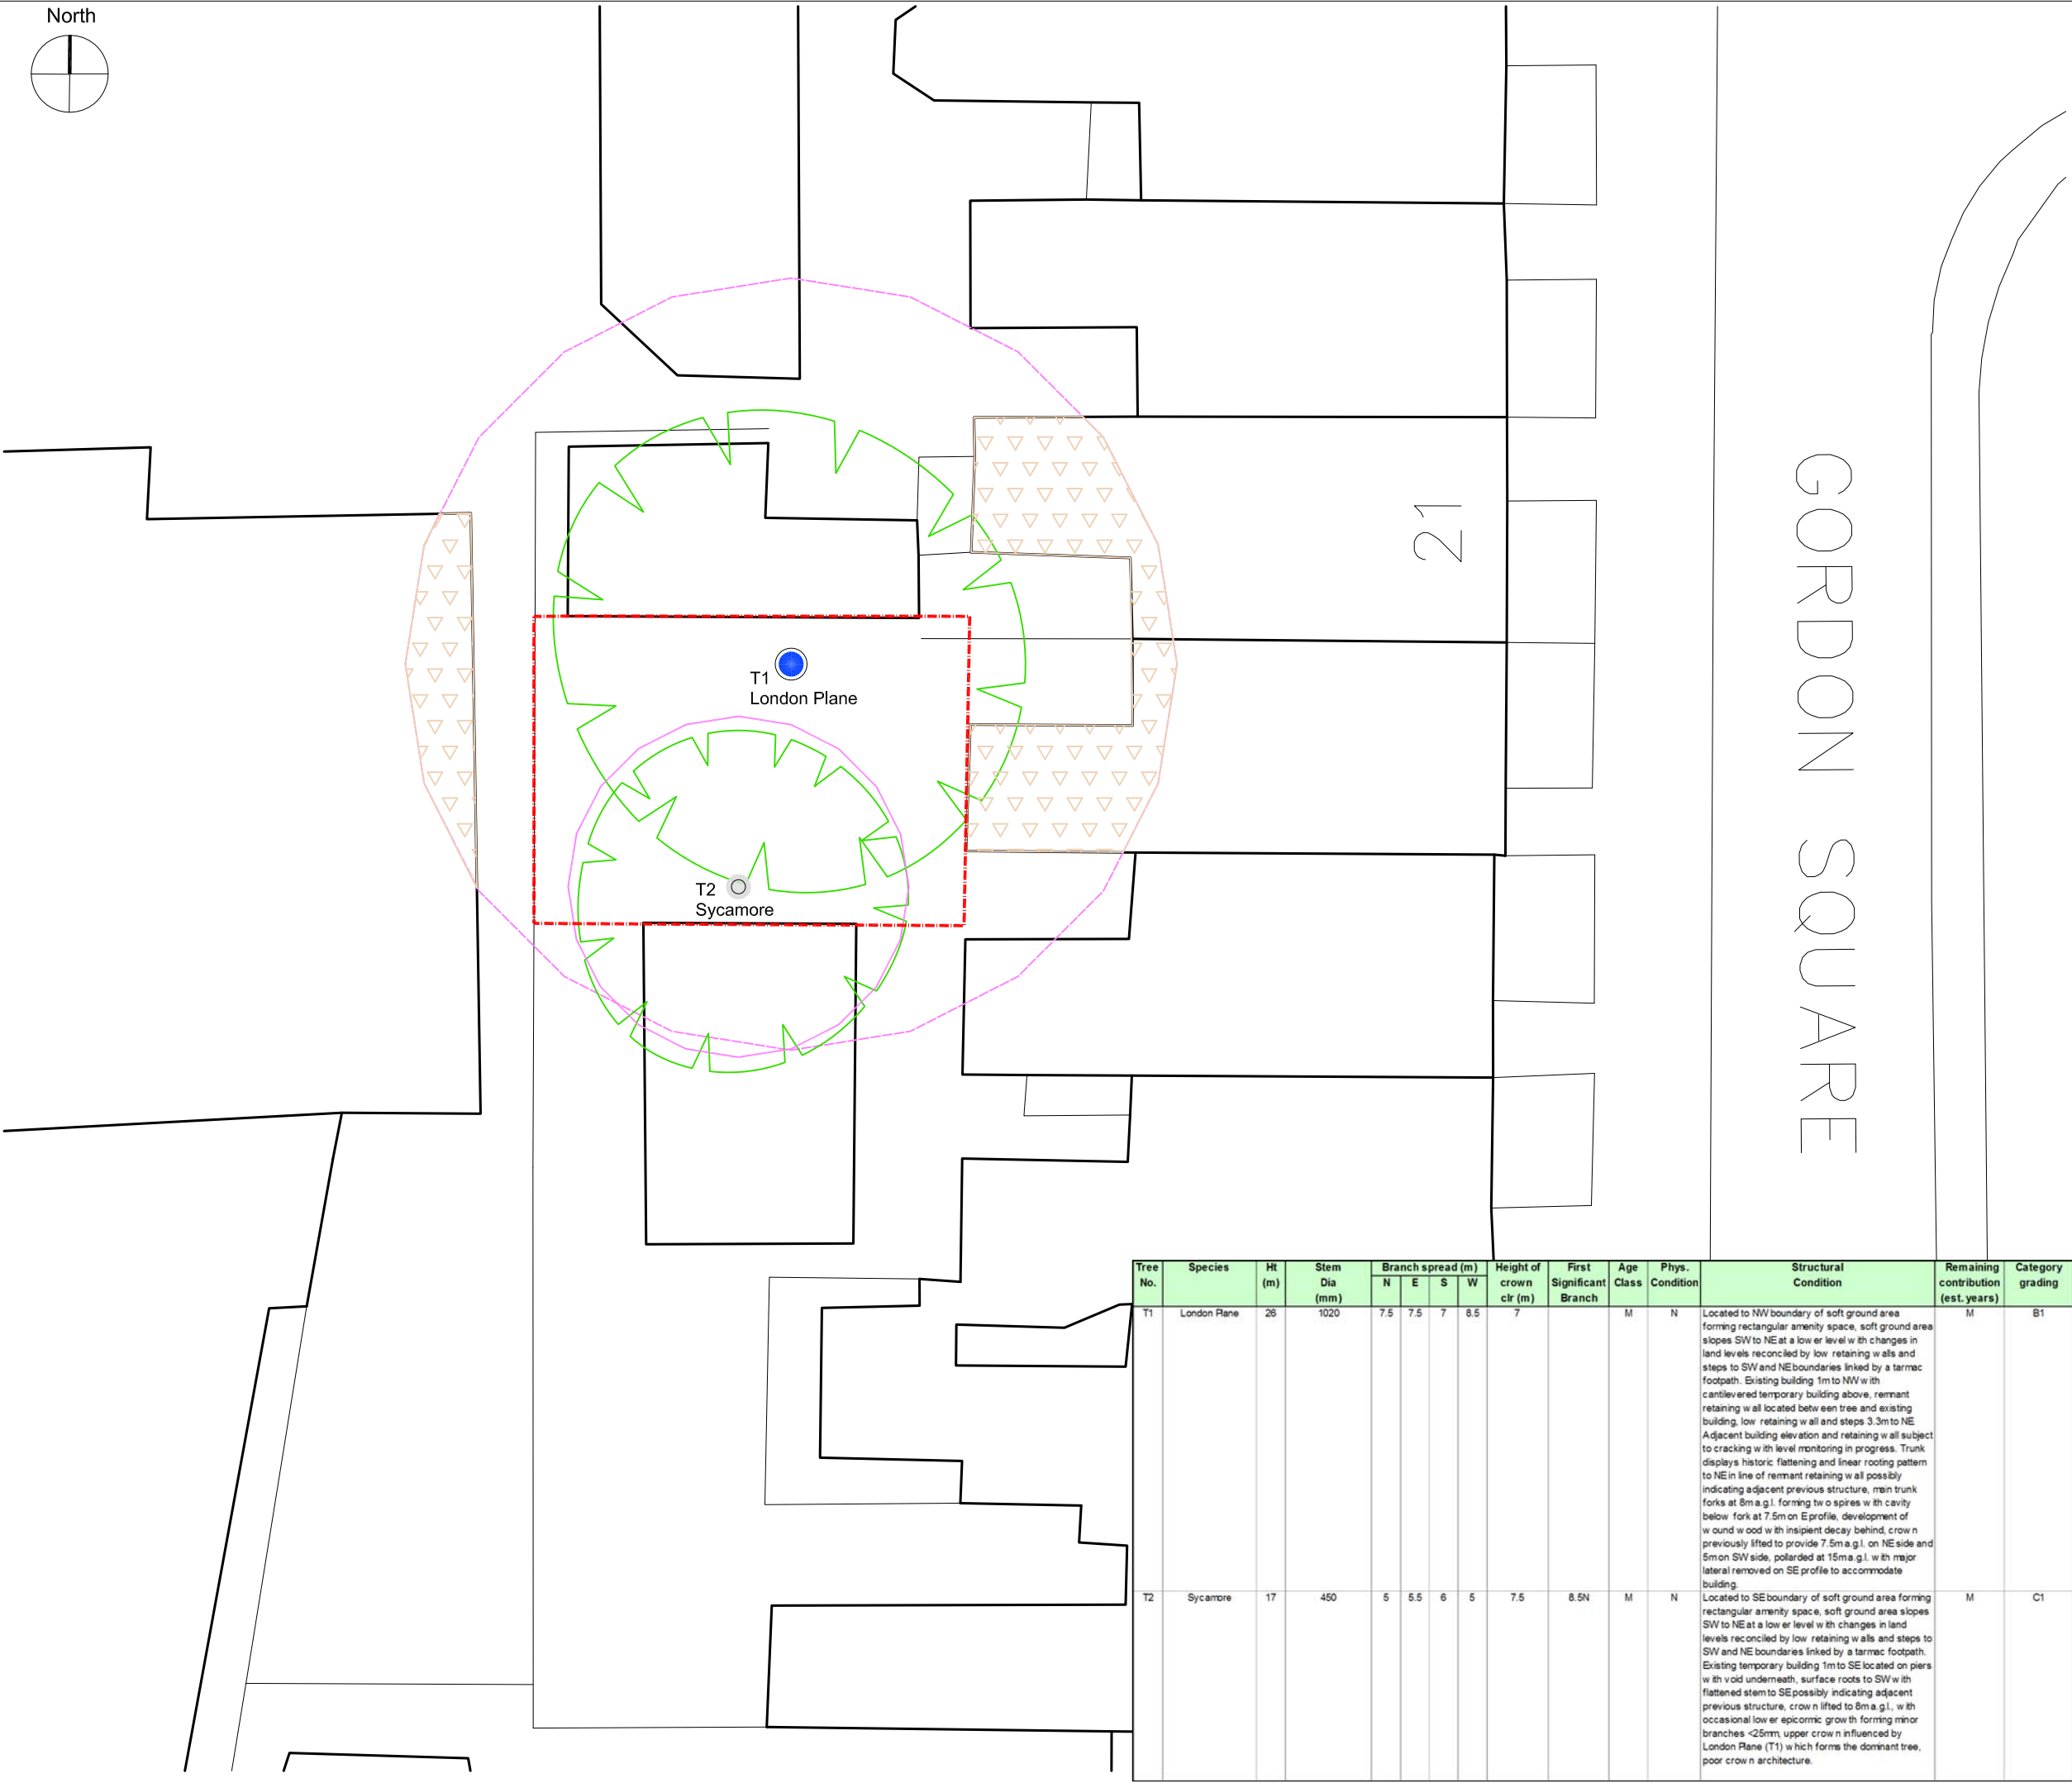 North
21
GORDON SQUARE
T1
London Plane
T2
Sycamore
Tree No. Species Ht (m) Stem Dia (mm) Branch spread (m) N E S W Height of crown clr (m) First Significant Branch Age Class Phys. Condition Structural Condition Remaining contribution (est. years) Category grading
T1 London Plane 26 1020 7.5 7.5 7 8.5 7 M N Located to NW boundary of soft ground area M B1
forming rectangular amenity space, soft ground area
slopes SW to NE at a lower level with changes in
land levels reconciled by low retaining walls and
steps to SW and NE boundaries linked by a tarmac
footpath. Existing building 1m to NW with
cantilevered temporary building above, remnant
retaining wall located between tree and existing
building, low retaining wall and steps 3.3m to NE.
Adjacent building elevation and retaining wall subject
to cracking with level monitoring in progress. Trunk
displays historic flattening and linear rooting pattern
to NE in line of remnant retaining wall possibly
indicating adjacent previous structure, main trunk
forks at 8m a.g.l. forming two spires with cavity
below fork at 7.5m on E profile, development of
wound wood with insipient decay behind, crown
previously lifted to provide 7.5m a.g.l. on NE side and
5m on SW side, pollarded at 15m a.g.l. with major
lateral removed on SE profile to accommodate
building.
T2 Sycamore 17 450 5 5.5 6 5 7.5 8.5N M N Located to SE boundary of soft ground area forming M C1
rectangular amenity space, soft ground area slopes
SW to NE at a lower level with changes in land
levels reconciled by low retaining walls and steps to
SW and NE boundaries linked by a tarmac footpath.
Existing temporary building 1m to SE located on piers
with void underneath, surface roots to SW with
flattened stem to SE possibly indicating adjacent
previous structure, crown lifted to 8m a.g.l., with
occasional lower epicormic growth forming minor
branches <25mm, upper crown influenced by
London Plane (T1) which forms the dominant tree,
poor crown architecture.